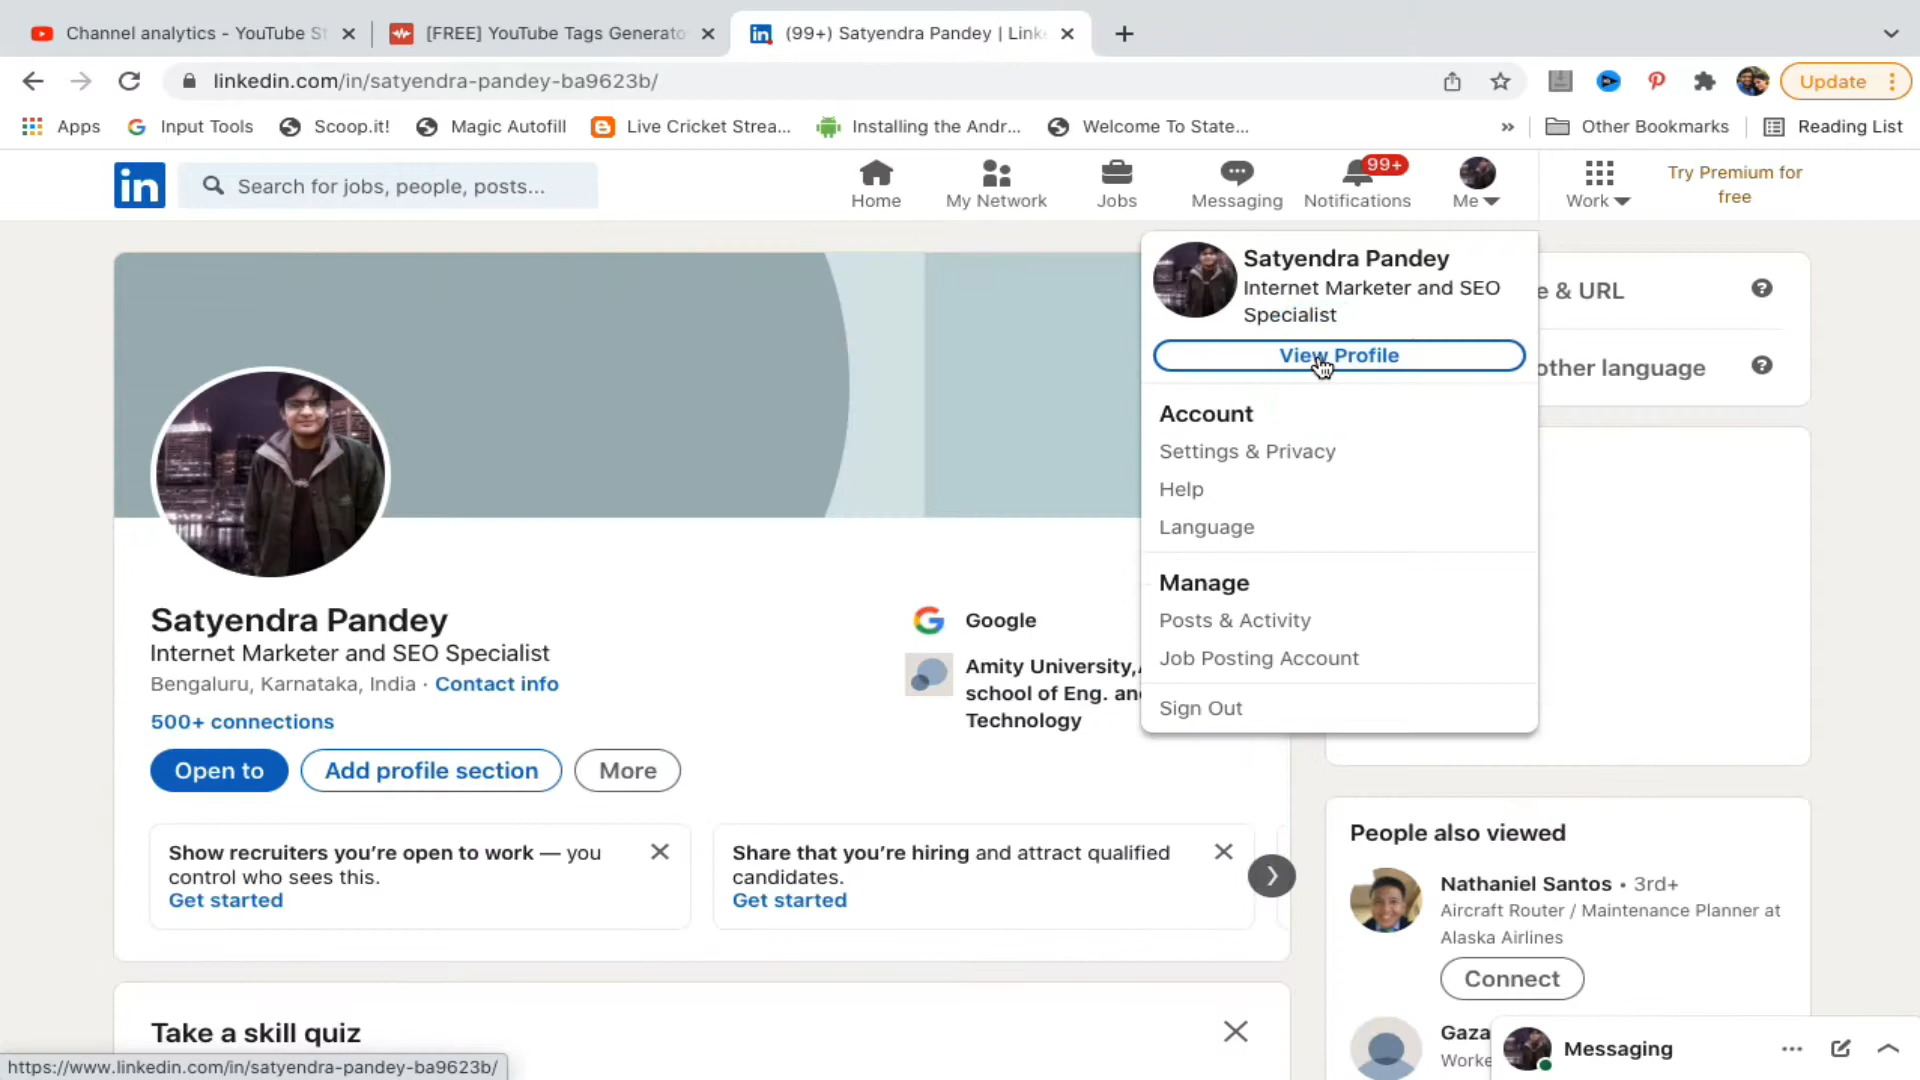 Channel analytics - YouTube St
[FREE] YouTube Tags Generato
(99+) Satyendra Pandey | Link
linkedin.com/in/satyendra-pandey-ba9623b/
Update
Apps
Input Tools
Scoop.it!
Magic Autofill
Live Cricket Strea...
Installing the Andr...
Welcome To State...
»
Other Bookmarks
Reading List
in
Search for jobs, people, posts...
Home
My Network
Jobs
Messaging
99+
Notifications
Me
Work
Try Premium for
free
Satyendra Pandey
Internet Marketer and SEO
Specialist
View Profile
Account
Settings & Privacy
Help
Language
Manage
Posts & Activity
Job Posting Account
Sign Out
e & URL
other language
Satyendra Pandey
Internet Marketer and SEO Specialist
Bengaluru, Karnataka, India · Contact info
500+ connections
Open to
Add profile section
More
Google
Amity University,
school of Eng. an
Technology
Show recruiters you're open to work — you
control who sees this.
Get started
Share that you're hiring and attract qualified
candidates.
Get started
Take a skill quiz
People also viewed
Nathaniel Santos • 3rd+
Aircraft Router / Maintenance Planner at
Alaska Airlines
Connect
Gaza
Worke
Messaging
https://www.linkedin.com/in/satyendra-pandey-ba9623b/